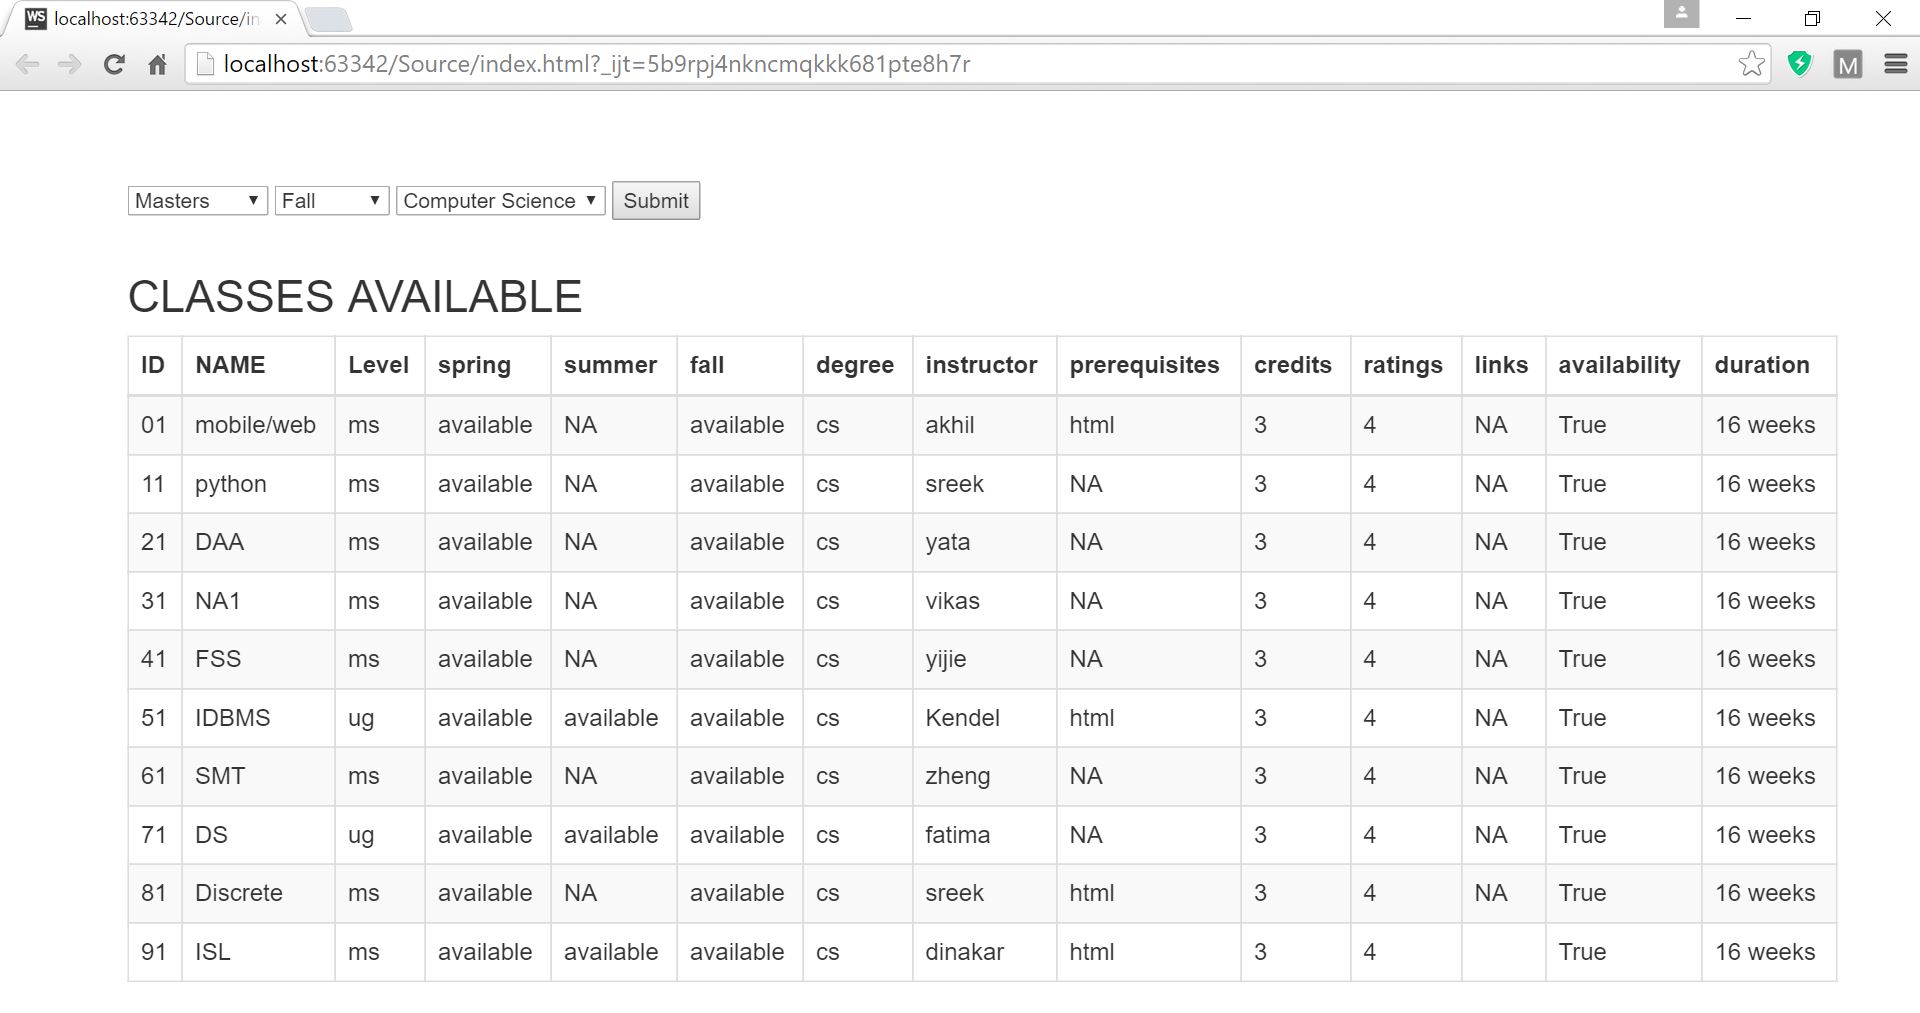 WS localhost:63342/Source/in
localhost:63342/Source/index.html?_ijt=5b9rpj4nkncmqkkk681pte8h7r M
Masters Fall Computer Science Submit
CLASSES AVAILABLE
ID NAME Level spring summer fall degree instructor prerequisites credits ratings links availability duration
01 mobile/web ms available NA available cs akhil html 3 4 NA True 16 weeks
11 python ms available NA available cs sreek NA 3 4 NA True 16 weeks
21 DAA ms available NA available cs yata NA 3 4 NA True 16 weeks
31 NA1 ms available NA available cs vikas NA 3 4 NA True 16 weeks
41 FSS ms available NA available cs yijie NA 3 4 NA True 16 weeks
51 IDBMS ug available available available cs Kendel html 3 4 NA True 16 weeks
61 SMT ms available NA available cs zheng NA 3 4 NA True 16 weeks
71 DS ug available available available cs fatima NA 3 4 NA True 16 weeks
81 Discrete ms available NA available cs sreek html 3 4 NA True 16 weeks
91 ISL ms available available available cs dinakar html 3 4 True 16 weeks